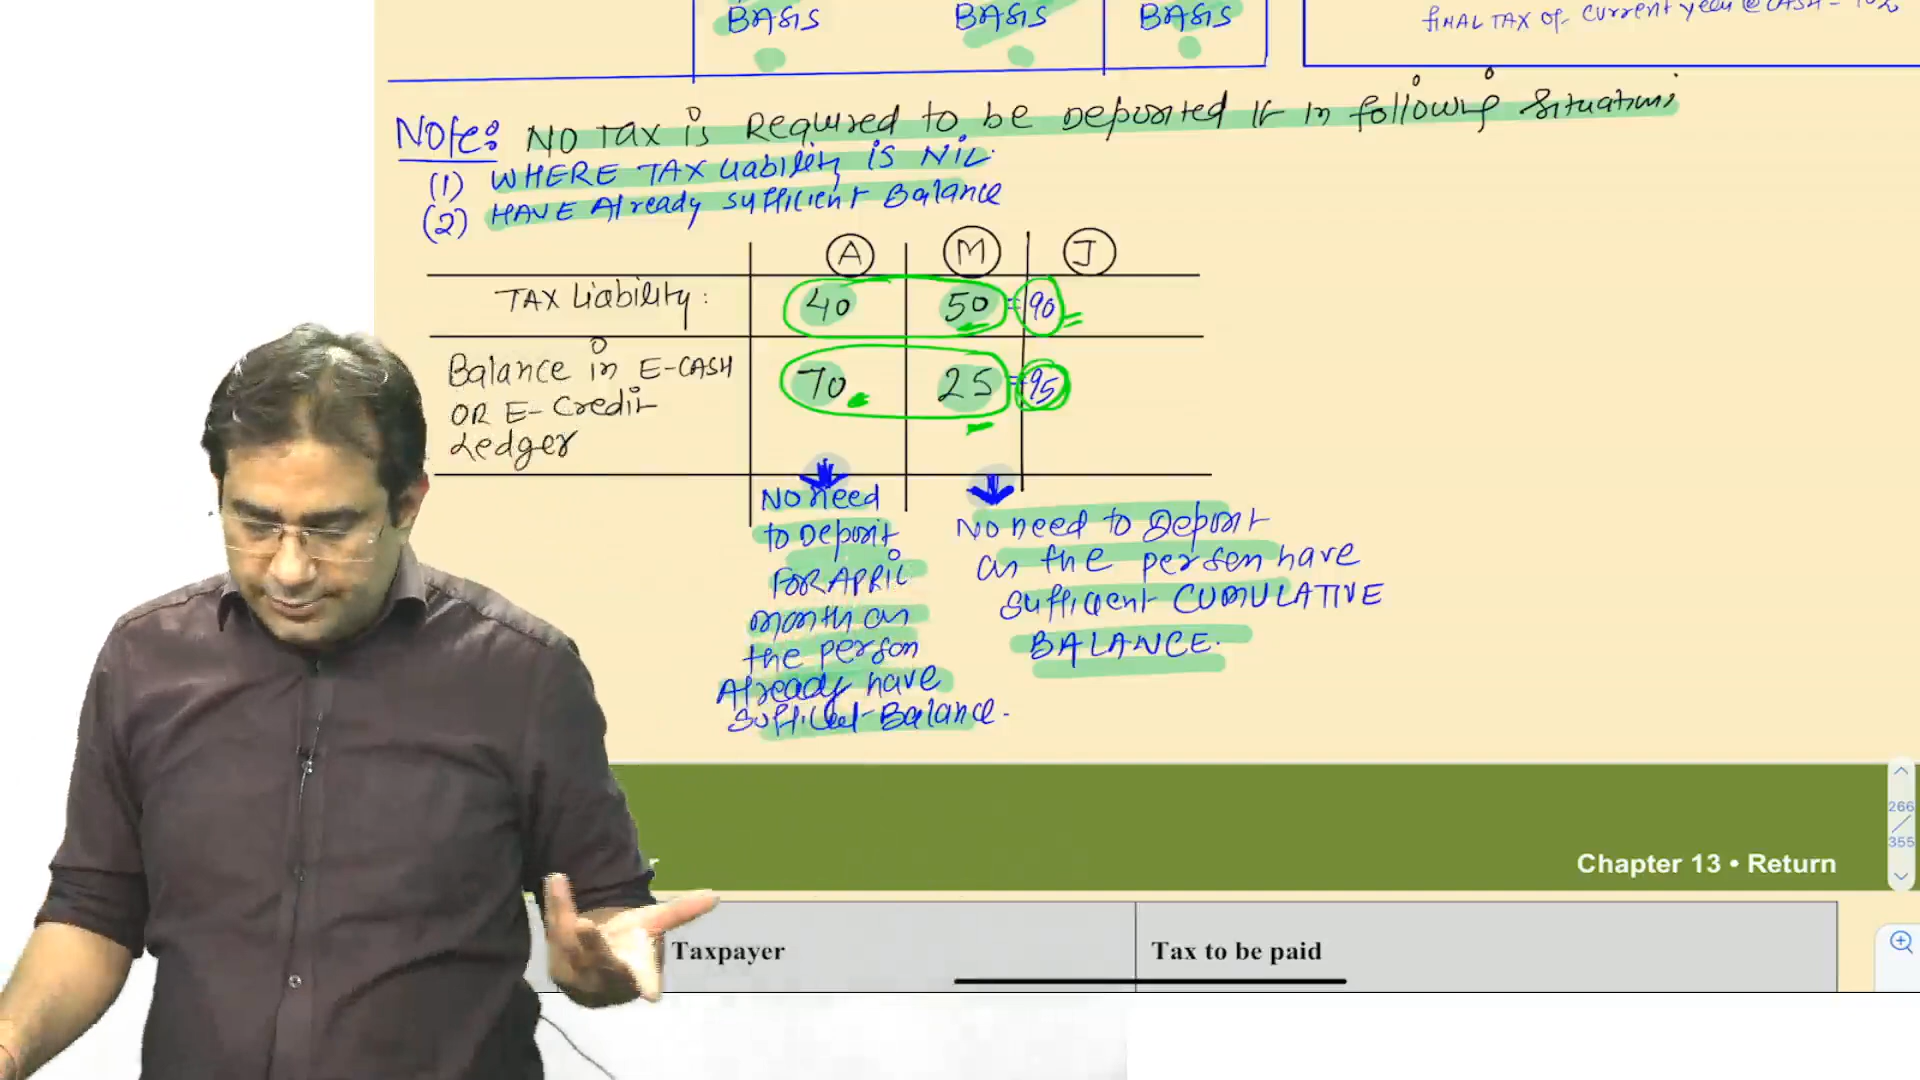 BASIS BASIS BASIS
FINAL TAX OF current year @ CASH - 
Note: NO TAX is Required to be Deposited If in following situations
(1) WHERE TAX Liability IS NIL.
(2) HAVE Already sufficient Balance
A M J
TAX Liability: 40 50 = 90
Balance in E-CASH OR E-Credit Ledger 70 25 = 95
No need
to Deposit
FOR APRIL
month as
the person
Already have
Balance.
No need to Deposit
as the person have
sufficient CUMULATIVE
BALANCE.
266
/
355
Chapter 13 • Return
Taxpayer Tax to be paid